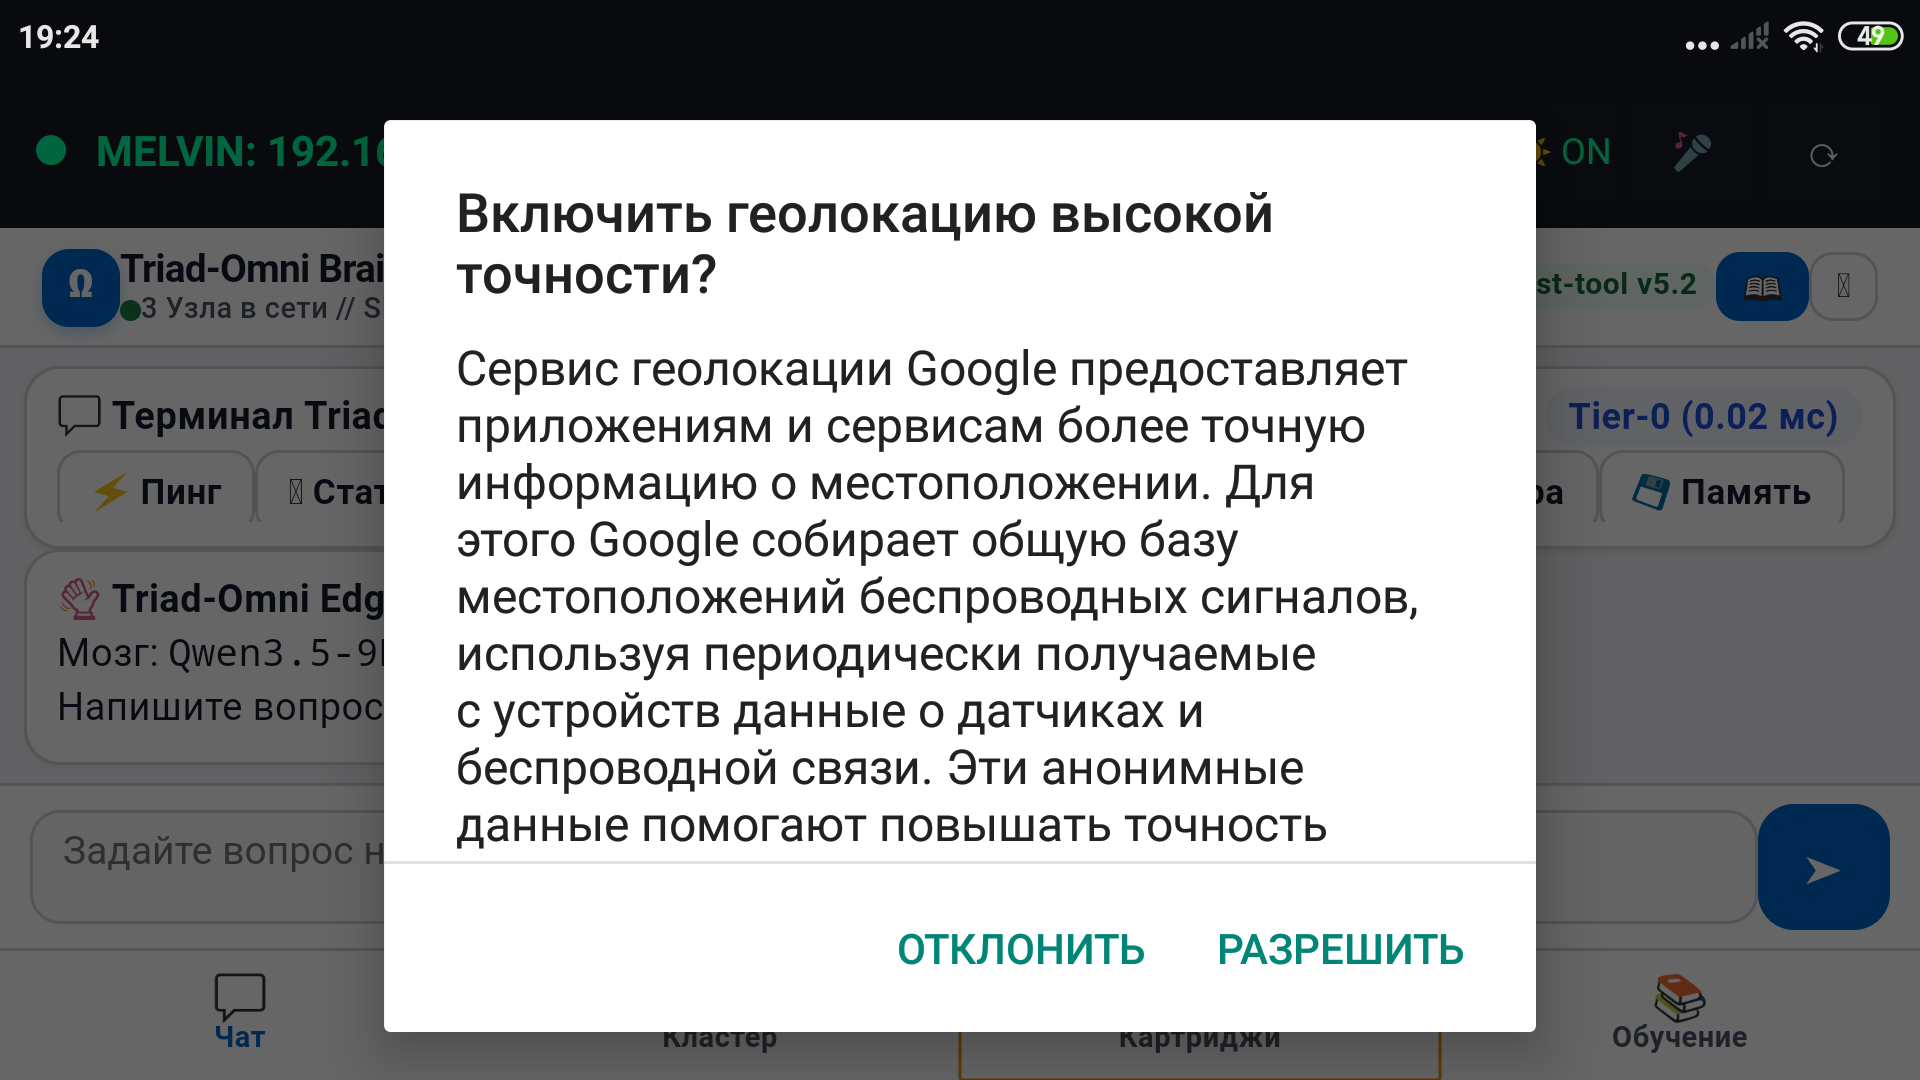 19:24
49
MELVIN: 192.16
ON
Включить геолокацию высокой
точности?
Сервис геолокации Google предоставляет
приложениям и сервисам более точную
информацию о местоположении. Для
этого Google собирает общую базу
местоположений беспроводных сигналов,
используя периодически получаемые
с устройств данные о датчиках и
беспроводной связи. Эти анонимные
данные помогают повышать точность
ОТКЛОНИТЬ РАЗРЕШИТЬ
Ω
Triad-Omni Brai
3 Узла в сети // S
st-tool v5.2
Терминал Triad
Tier-0 (0.02 мс)
Пинг
Стат
ра
Память
Triad-Omni Edg
Мозг: Qwen3.5-9
Напишите вопрос
Задайте вопрос н
Чат
Кластер
Картриджи
Обучение